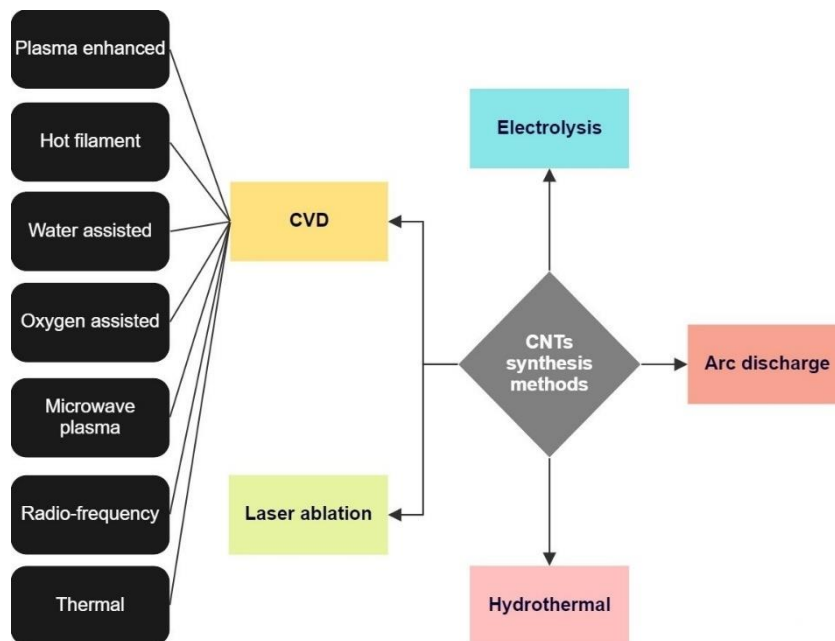 Plasma enhanced
Hot filament
Water assisted
Oxygen assisted
Microwave
plasma
Radio-frequency
Thermal
CVD
Laser ablation
Electrolysis
CNTs
synthesis
methods
Arc discharge
Hydrothermal